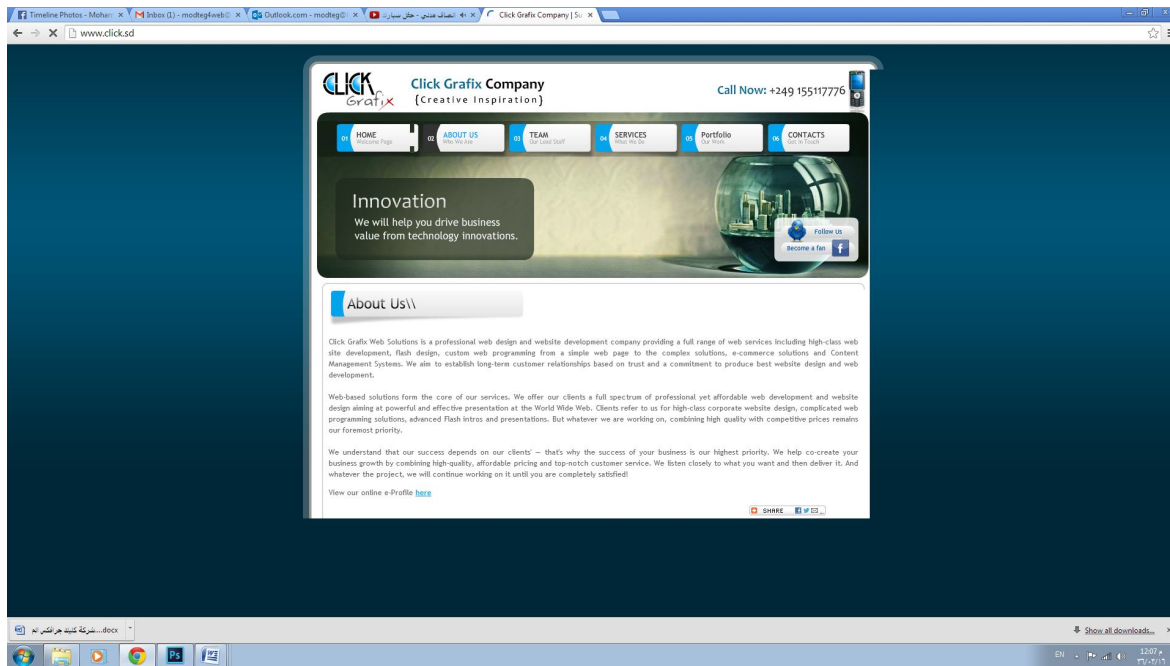 Timeline Photos - Mohan
Inbox (1) - modteg4web@
Outlook.com - modteg@
انصاف مدني - حفل سبارك
Click Grafix Company | Su
www.click.sd
CLICK
Grafix
Click Grafix Company
{Creative Inspiration}
Call Now: +249 155117776
01 HOME
Welcome Page
02 ABOUT US
Who We Are
03 TEAM
Our Lead Staff
04 SERVICES
What We Do
05 Portfolio
Our Work
06 CONTACTS
Get In Touch
Innovation
We will help you drive business
value from technology innovations.
Follow Us
Become a fan
About Us\\
Click Grafix Web Solutions is a professional web design and website development company providing a full range of web services including high-class web
site development, flash design, custom web programming from a simple web page to the complex solutions, e-commerce solutions and Content
Management Systems. We aim to establish long-term customer relationships based on trust and a commitment to produce best website design and web
development.
Web-based solutions form the core of our services. We offer our clients a full spectrum of professional yet affordable web development and website
design aiming at powerful and effective presentation at the World Wide Web. Clients refer to us for high-class corporate website design, complicated web
programming solutions, advanced Flash intros and presentations. But whatever we are working on, combining high quality with competitive prices remains
our foremost priority.
We understand that our success depends on our clients' — that's why the success of your business is our highest priority. We help co-create your
business growth by combining high-quality, affordable pricing and top-notch customer service. We listen closely to what you want and then deliver it. And
whatever the project, we will continue working on it until you are completely satisfied!
View our online e-Profile here
SHARE
docx....شركة كليك جرافكس الم
Show all downloads...
Ps
EN
12:07 م